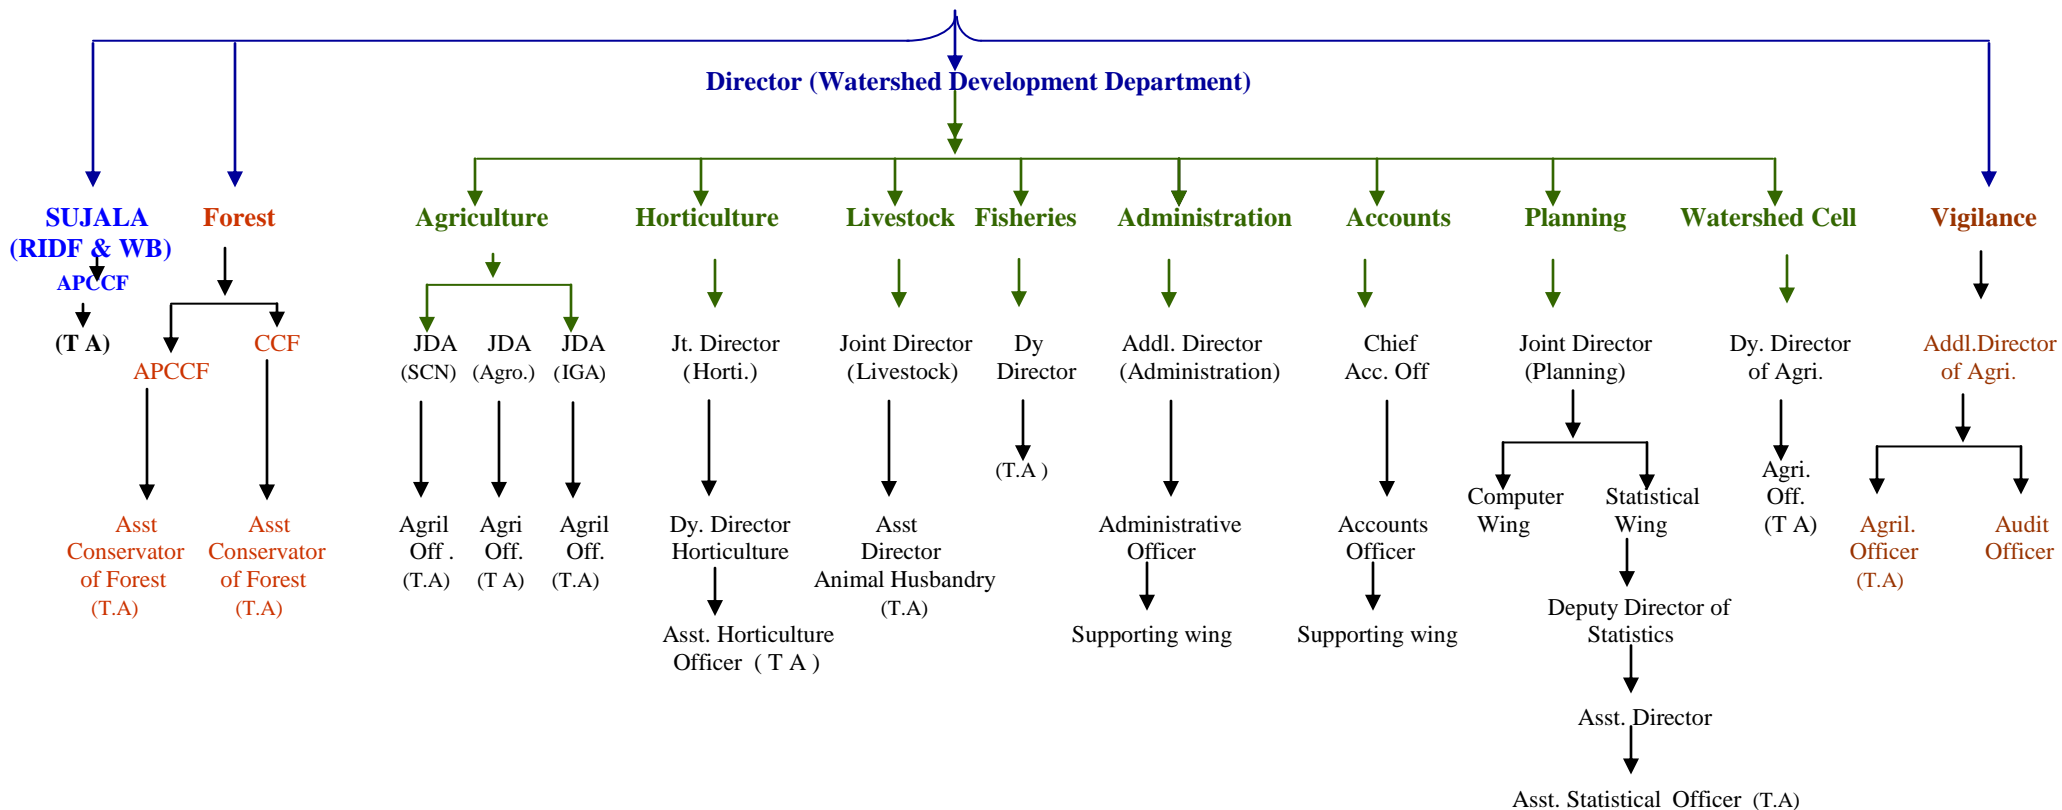 Director (Watershed Development Department)
SUJALA
(RIDF & WB)
APCCF
(T A)
Forest
APCCF
CCF
Asst
Conservator
of Forest
(T.A)
Asst
Conservator
of Forest
(T.A)
Agriculture
JDA
(SCN)
JDA
(Agro.)
JDA
(IGA)
Agril
Off .
(T.A)
Agri
Off.
(T A)
Agril
Off.
(T.A)
Horticulture
Jt. Director
(Horti.)
Dy. Director
Horticulture
Asst. Horticulture
Officer ( T A )
Livestock
Joint Director
(Livestock)
Asst
Director
Animal Husbandry
(T.A)
Fisheries
Dy
Director
(T.A )
Administration
Addl. Director
(Administration)
Administrative
Officer
Supporting wing
Accounts
Chief
Acc. Off
Accounts
Officer
Supporting wing
Planning
Joint Director
(Planning)
Computer
Wing
Statistical
Wing
Deputy Director of
Statistics
Asst. Director
Asst. Statistical Officer (T.A)
Watershed Cell
Dy. Director
of Agri.
Agri.
Off.
(T A)
Vigilance
Addl.Director
of Agri.
Agril.
Officer
(T.A)
Audit
Officer